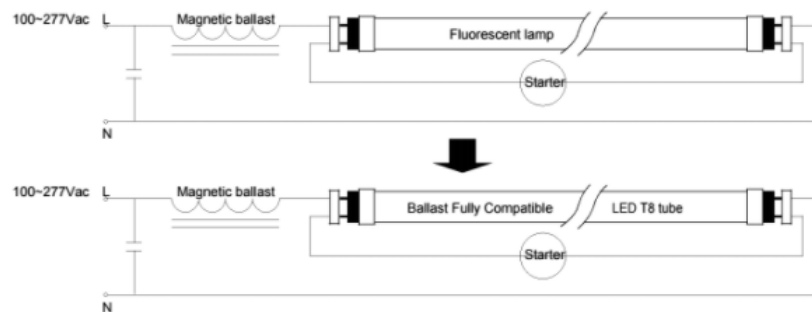 100~277Vac L Magnetic ballast
Fluorescent lamp
Starter
N
100~277Vac L Magnetic ballast
Ballast Fully Compatible LED T8 tube
Starter
N